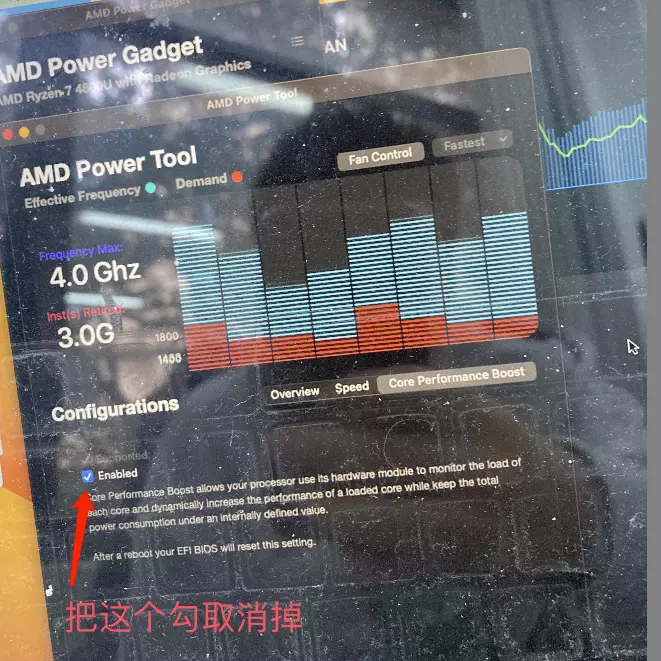 AMD Power Gadget
AMD Power Gadget
AN
AMD Ryzen 7 4800U with Radeon Graphics
AMD Power Tool
AMD Power Tool
Fan Control
Fastest
Effective Frequency
Demand
Frequency Max:
4.0 Ghz
Inst(s) Retired:
3.0G
1800
1400
Overview
Speed
Core Performance Boost
Configurations
Supported
Enabled
Core Performance Boost allows your processor use its hardware module to monitor the load of
each core and dynamically increase the performance of a loaded core while keep the total
power consumption under an internally defined value.
After a reboot your EFI BIOS will reset this setting.
把这个勾取消掉